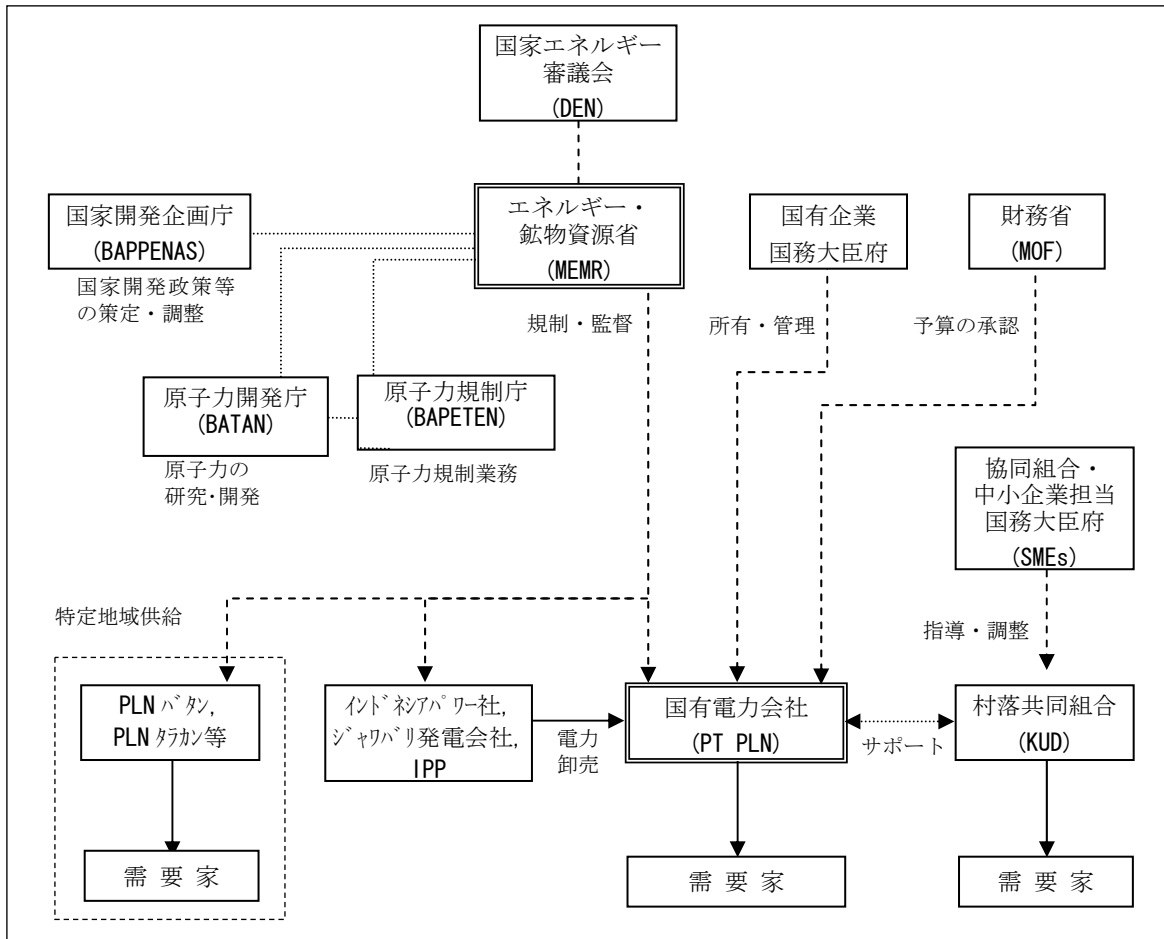 国家エネルギー
審議会
(DEN)
国家開発企画庁
(BAPPENAS)
国家開発政策等
の策定・調整
エネルギー・
鉱物資源省
(MEMR)
国有企業
国務大臣府
財務省
(MOF)
規制・監督
所有・管理
予算の承認
原子力開発庁
(BATAN)
原子力の
研究・開発
原子力規制庁
(BAPETEN)
原子力規制業務
協同組合・
中小企業担当
国務大臣府
(SMEs)
特定地域供給
指導・調整
PLN ﾊﾞﾀﾝ,
PLN ﾀﾗｶﾝ等
ｲﾝﾄﾞﾈｼｱﾊﾟﾜｰ社,
ｼﾞｬﾜﾊﾞﾘ発電会社,
IPP
電力
卸売
国有電力会社
(PT PLN)
サポート
村落共同組合
(KUD)
需 要 家
需 要 家
需 要 家